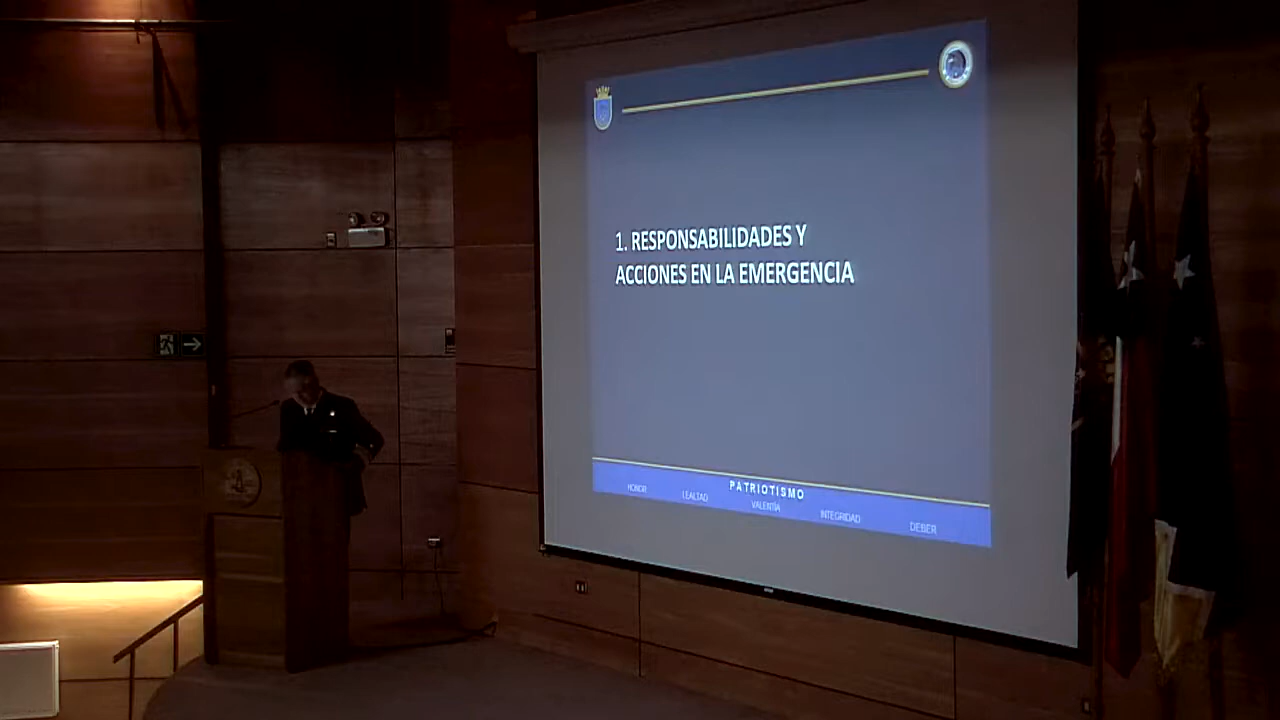 1. RESPONSABILIDADES Y
ACCIONES EN LA EMERGENCIA
PATRIOTISMO
HONOR LEALTAD VALENTÍA INTEGRIDAD DEBER